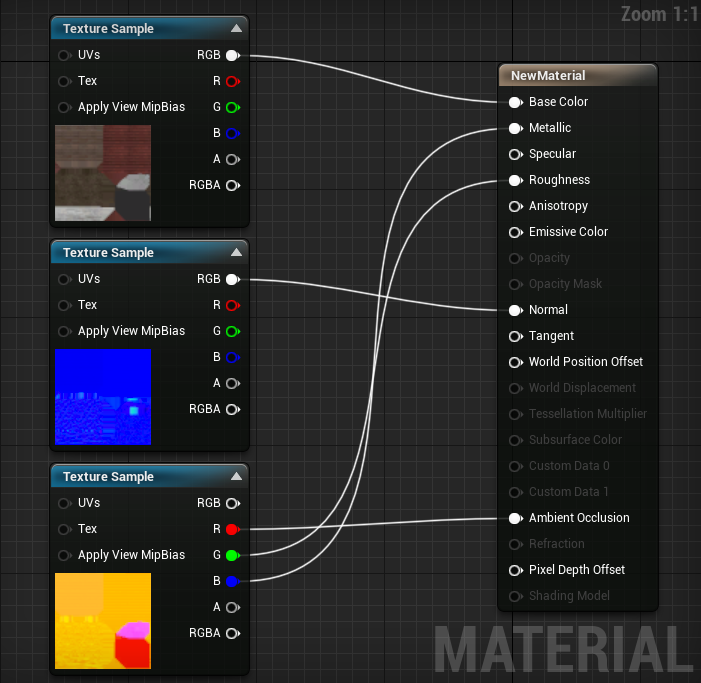 Zoom 1:1
Texture Sample
UVs RGB
Tex R
Apply View MipBias G
B
A
RGBA
Texture Sample
UVs RGB
Tex R
Apply View MipBias G
B
A
RGBA
Texture Sample
UVs RGB
Tex R
Apply View MipBias G
B
A
RGBA
NewMaterial
Base Color
Metallic
Specular
Roughness
Anisotropy
Emissive Color
Opacity
Opacity Mask
Normal
Tangent
World Position Offset
World Displacement
Tessellation Multiplier
Subsurface Color
Custom Data 0
Custom Data 1
Ambient Occlusion
Refraction
Pixel Depth Offset
Shading Model
MATERIAL